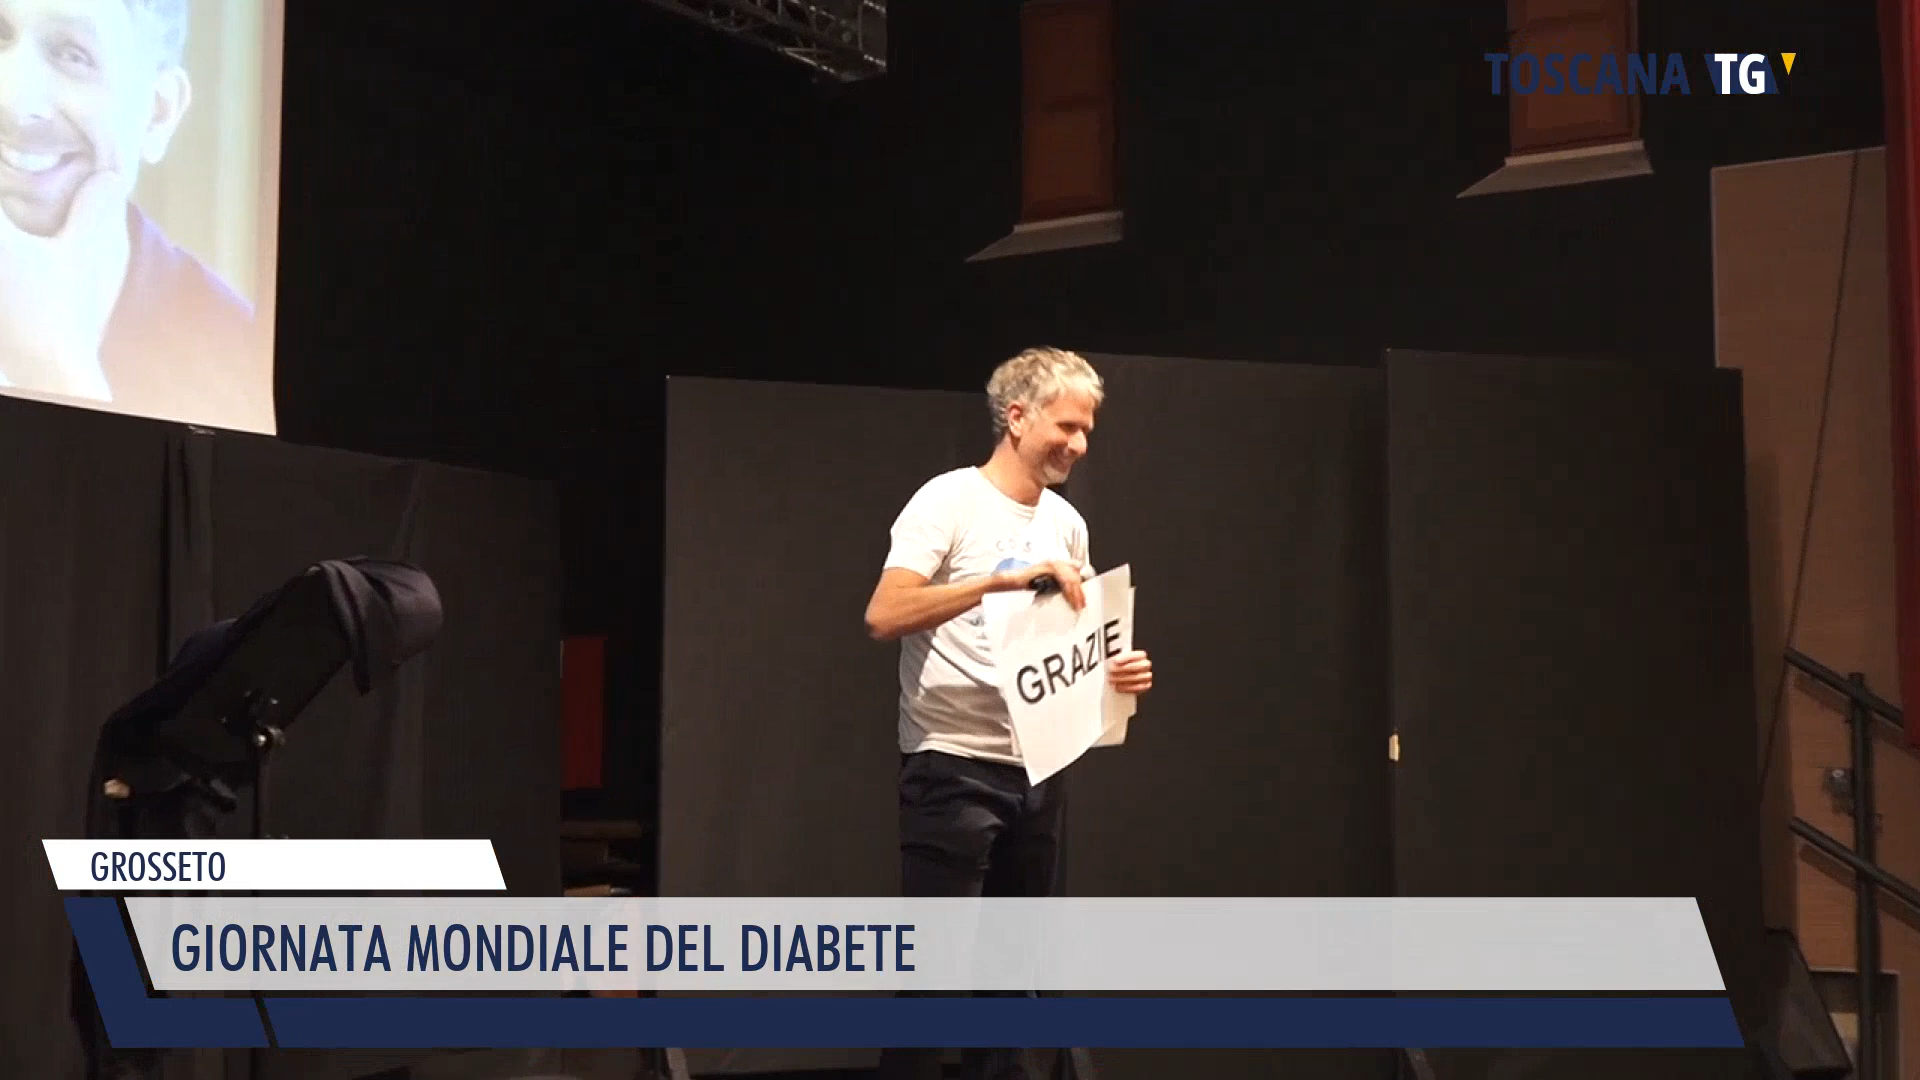 TOSCANA TG
GRAZIE
GROSSETO
GIORNATA MONDIALE DEL DIABETE